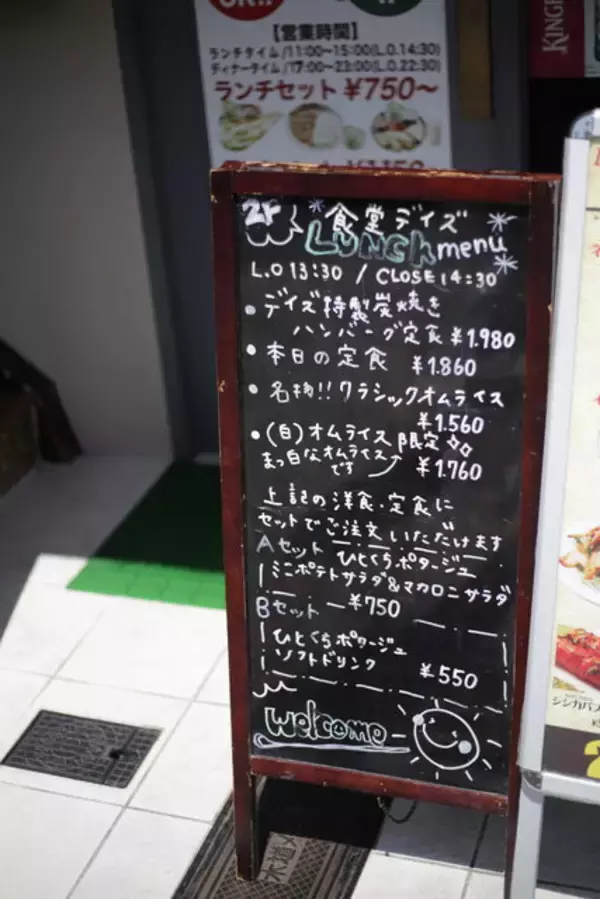 【営業時間】
ランチタイム/11:00~15:00(L.O.14:30)
ディナータイム/17:00~23:00(L.O.22:30)
ランチセット ¥750~
KING
2F 食堂デイズ
LUNCH menu
L.O 13:30 / CLOSE 14:30
• デイズ特製炭火焼き
ハンバーグ定食 ¥1.980
• 本日の定食 ¥1.860
• 名物!! クラシックオムライス
¥1.560
• (白)オムライス 限定
まっ白なオムライス
です
¥1.760
上記の洋食・定食に
セットでご注文いただけます
Aセット ひとくちポタージュ
ミニポテトサラダ&マカロニサラダ
¥750
Bセット
ひとくちポタージュ
ソフトドリンク ¥550
welcome
シシカバブ